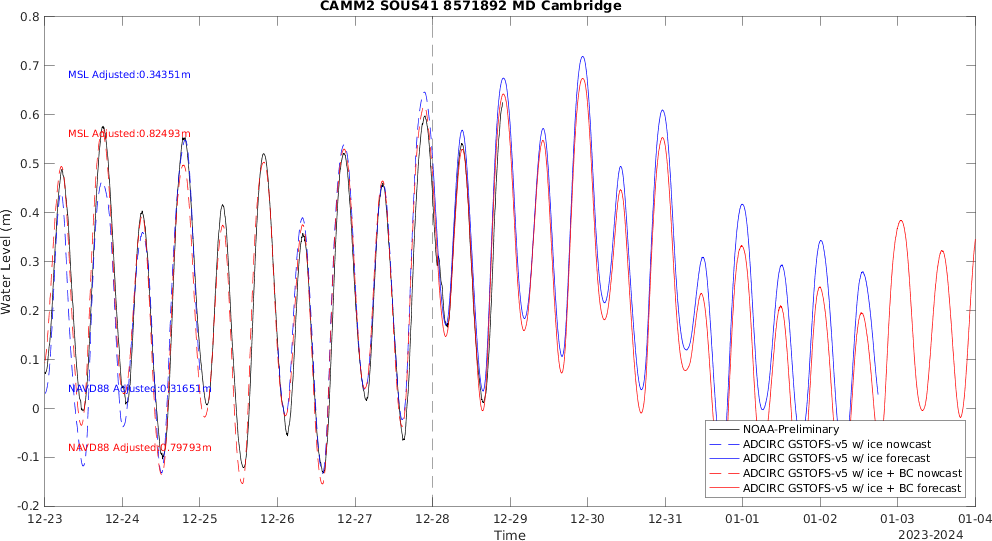 CAMM2 SOUS41 8571892 MD Cambridge
0.8
0.7
0.6
0.5
0.4
0.3
0.2
0.1
0
-0.1
-0.2
Water Level (m)
MSL Adjusted:0.34351m
MSL Adjusted:0.82493m
NAVD88 Adjusted:0.31651m
NAVD88 Adjusted:0.79793m
NOAA-Preliminary
ADCIRC GSTOFS-v5 w/ ice nowcast
ADCIRC GSTOFS-v5 w/ ice forecast
ADCIRC GSTOFS-v5 w/ ice + BC nowcast
ADCIRC GSTOFS-v5 w/ ice + BC forecast
12-23 12-24 12-25 12-26 12-27 12-28 12-29 12-30 12-31 01-01 01-02 01-03 01-04
Time
2023-2024